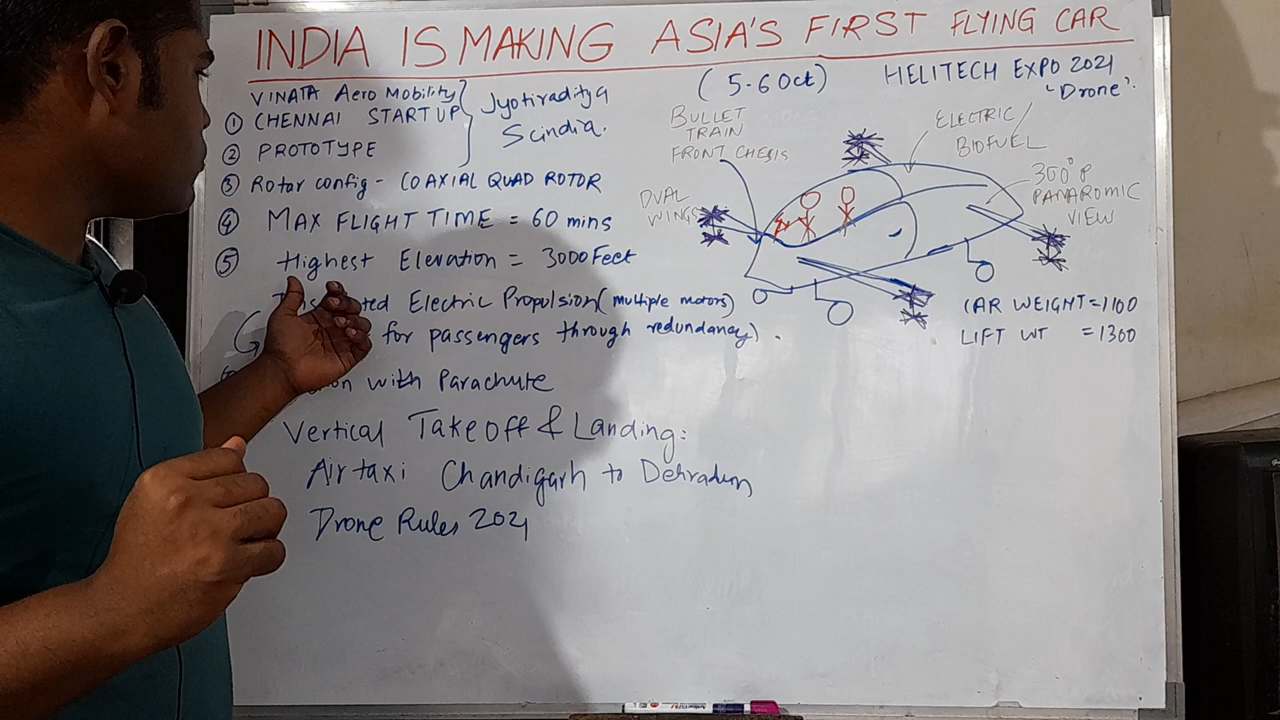 INDIA IS MAKING ASIA'S FIRST FLYING CAR
VINATA Aero Mobility
① CHENNAI START UP
Jyotiraditya
Scindia.
② PROTOTYPE
③ Rotor config - COAXIAL QUAD ROTOR
④ MAX FLIGHT TIME = 60 mins
⑤ Highest Elevation = 3000 Feet
Electric Propulsion (multiple motors)
for passengers through redundancy).
with Parachute
Vertical Takeoff & Landing:
Air taxi Chandigarh to Dehradun
Drone Rules 2021
(5-6 Oct) HELITECH EXPO 2021
'Drone'.
BULLET
TRAIN
FRONT CHESIS
DVAL
WINGS
ELECTRIC
BIOFUEL
300°P
PANAROMIC
VIEW
CAR WEIGHT = 1100
LIFT WT = 1300